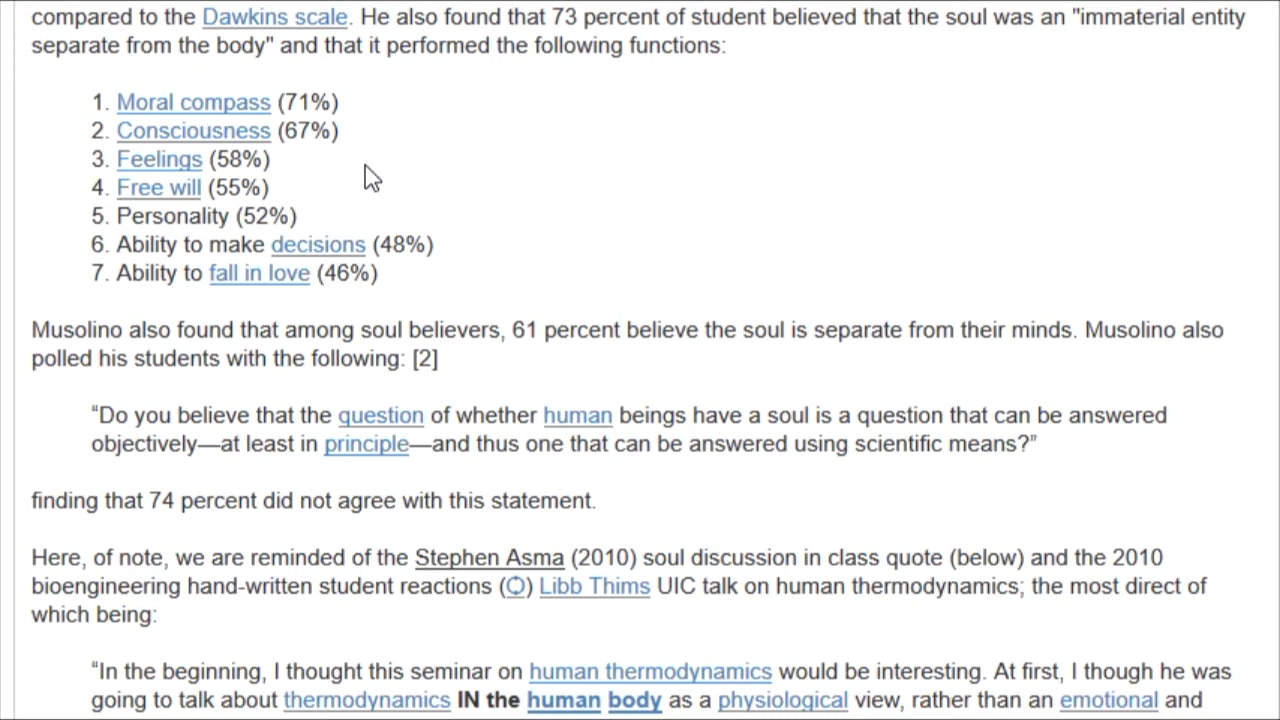 compared to the Dawkins scale. He also found that 73 percent of student believed that the soul was an "immaterial entity
separate from the body" and that it performed the following functions:
1. Moral compass (71%)
2. Consciousness (67%)
3. Feelings (58%)
4. Free will (55%)
5. Personality (52%)
6. Ability to make decisions (48%)
7. Ability to fall in love (46%)
Musolino also found that among soul believers, 61 percent believe the soul is separate from their minds. Musolino also
polled his students with the following: [2]
“Do you believe that the question of whether human beings have a soul is a question that can be answered
objectively—at least in principle—and thus one that can be answered using scientific means?”
finding that 74 percent did not agree with this statement.
Here, of note, we are reminded of the Stephen Asma (2010) soul discussion in class quote (below) and the 2010
bioengineering hand-written student reactions (Ѻ) Libb Thims UIC talk on human thermodynamics; the most direct of
which being:
“In the beginning, I thought this seminar on human thermodynamics would be interesting. At first, I though he was
going to talk about thermodynamics IN the human body as a physiological view, rather than an emotional and